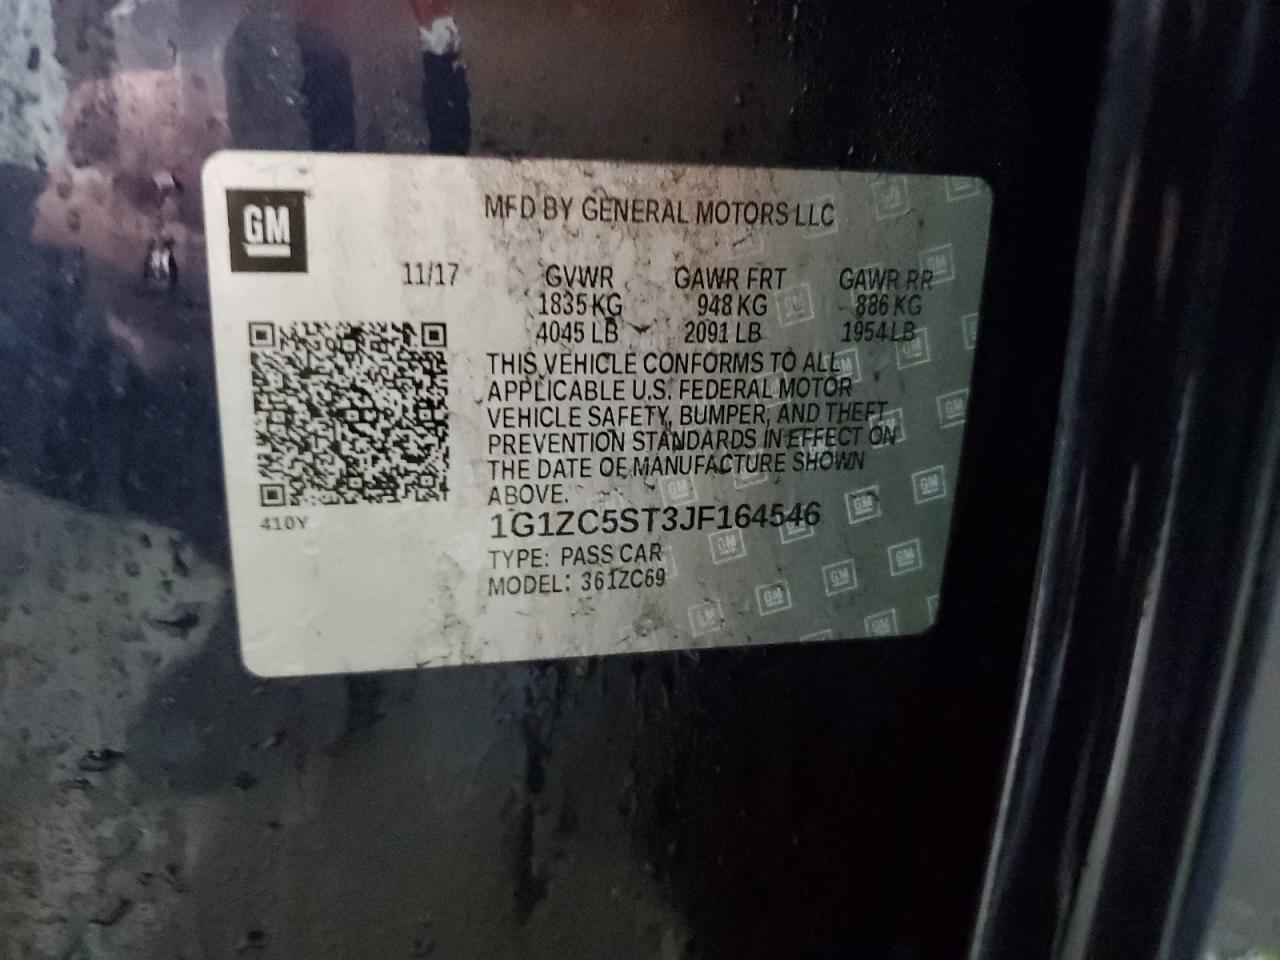 GM
MFD BY GENERAL MOTORS LLC
11/17 GVWR GAWR FRT GAWR RR
1835 KG 948 KG 886 KG
4045 LB 2091 LB 1954 LB
THIS VEHICLE CONFORMS TO ALL
APPLICABLE U.S. FEDERAL MOTOR
VEHICLE SAFETY, BUMPER, AND THEFT
PREVENTION STANDARDS IN EFFECT ON
THE DATE OF MANUFACTURE SHOWN
ABOVE.
410Y
1G1ZC5ST3JF164546
TYPE: PASS CAR
MODEL: 361ZC69